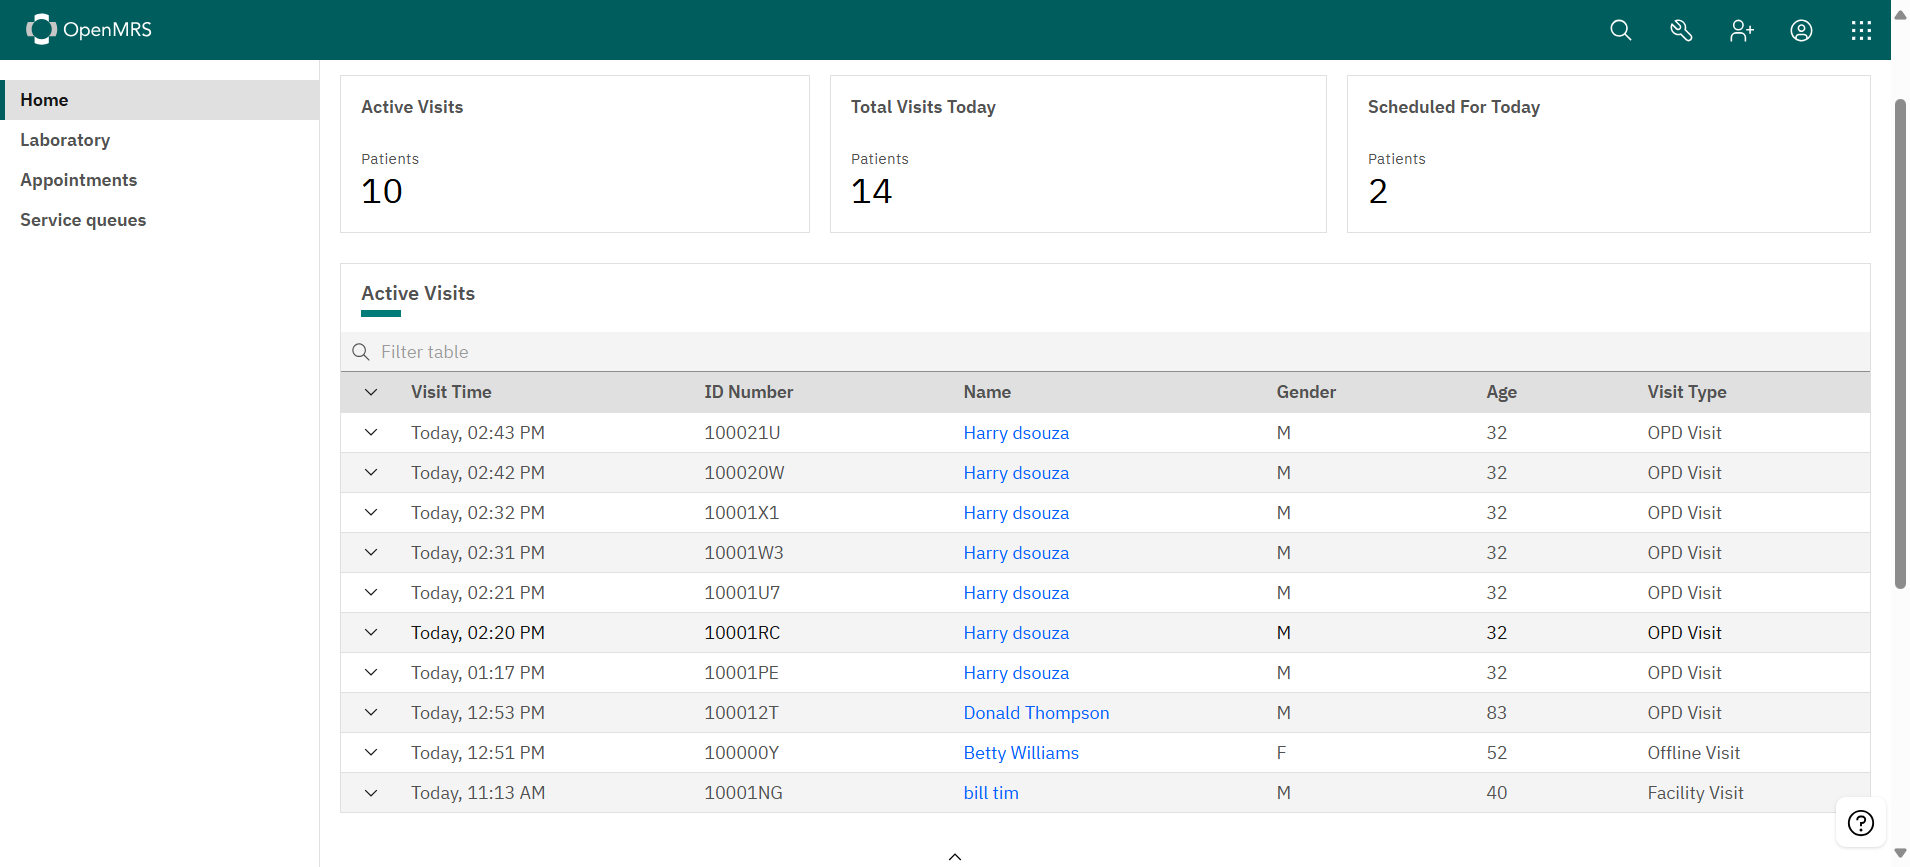 OpenMRS
Home
Laboratory
Appointments
Service queues
Active Visits
Patients
10
Total Visits Today
Patients
14
Scheduled For Today
Patients
2
Active Visits
Filter table
Visit Time ID Number Name Gender Age Visit Type
Today, 02:43 PM 100021U Harry dsouza M 32 OPD Visit
Today, 02:42 PM 100020W Harry dsouza M 32 OPD Visit
Today, 02:32 PM 10001X1 Harry dsouza M 32 OPD Visit
Today, 02:31 PM 10001W3 Harry dsouza M 32 OPD Visit
Today, 02:21 PM 10001U7 Harry dsouza M 32 OPD Visit
Today, 02:20 PM 10001RC Harry dsouza M 32 OPD Visit
Today, 01:17 PM 10001PE Harry dsouza M 32 OPD Visit
Today, 12:53 PM 100012T Donald Thompson M 83 OPD Visit
Today, 12:51 PM 100000Y Betty Williams F 52 Offline Visit
Today, 11:13 AM 10001NG bill tim M 40 Facility Visit